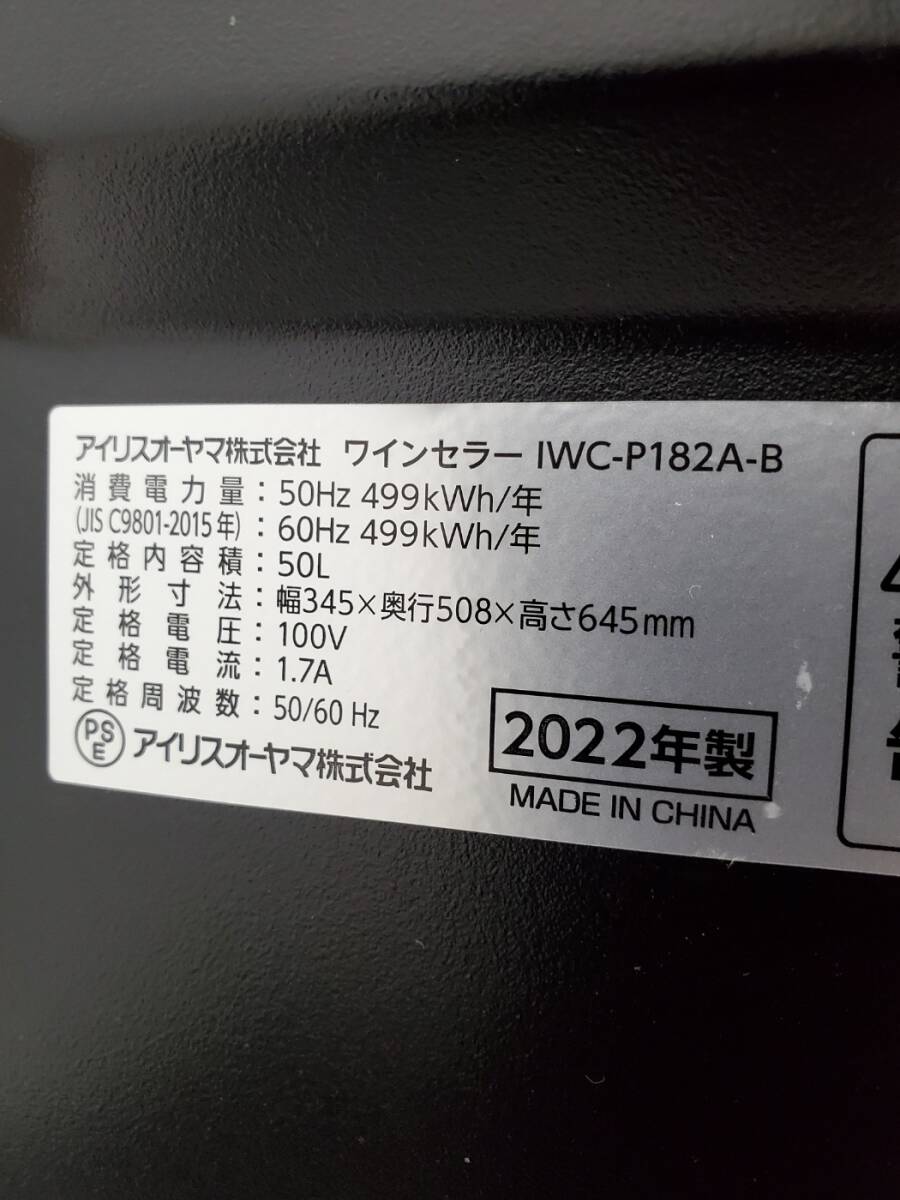 アイリスオーヤマ株式会社 ワインセラー IWC-P182A-B
消費電力量:50Hz 499kWh/年
(JIS C9801-2015年):60Hz 499kWh/年
定格内容積:50L
外形寸法:幅345×奥行508×高さ645mm
定格電圧:100V
定格電流:1.7A
定格周波数:50/60 Hz
PSE アイリスオーヤマ株式会社
2022年製
MADE IN CHINA